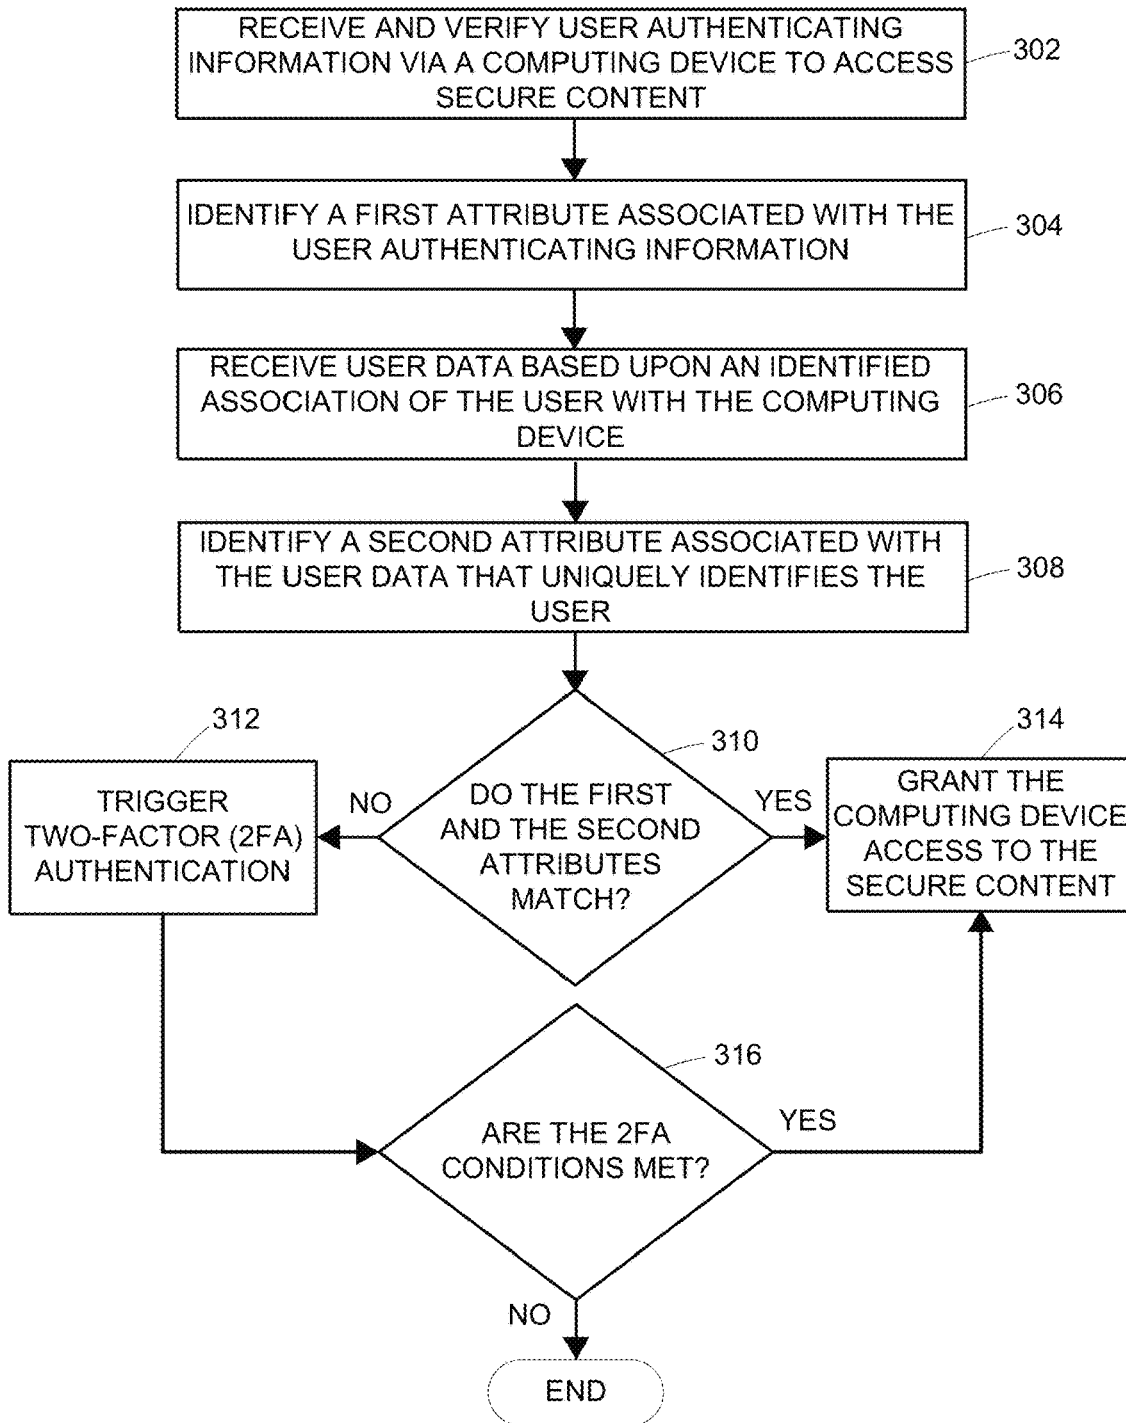 RECEIVE AND VERIFY USER AUTHENTICATING
INFORMATION VIA A COMPUTING DEVICE TO ACCESS
SECURE CONTENT
302
IDENTIFY A FIRST ATTRIBUTE ASSOCIATED WITH THE
USER AUTHENTICATING INFORMATION
304
RECEIVE USER DATA BASED UPON AN IDENTIFIED
ASSOCIATION OF THE USER WITH THE COMPUTING
DEVICE
306
IDENTIFY A SECOND ATTRIBUTE ASSOCIATED WITH
THE USER DATA THAT UNIQUELY IDENTIFIES THE
USER
308
312
TRIGGER
TWO-FACTOR (2FA)
AUTHENTICATION
NO
310
DO THE FIRST
AND THE SECOND
ATTRIBUTES
MATCH?
YES
314
GRANT THE
COMPUTING DEVICE
ACCESS TO THE
SECURE CONTENT
316
ARE THE 2FA
CONDITIONS MET?
YES
NO
END